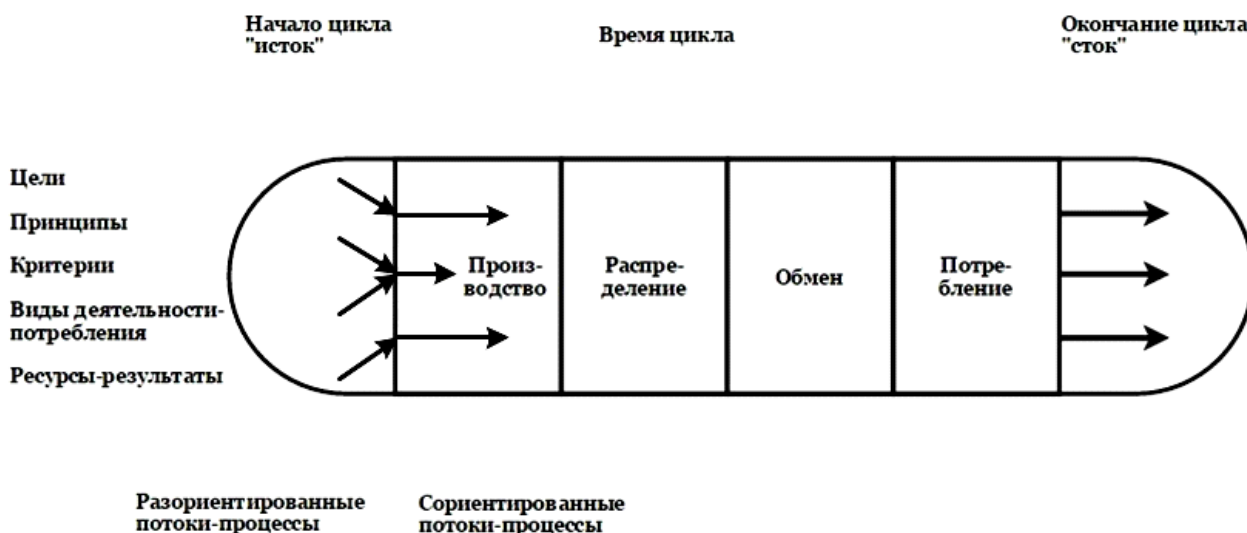 Начало цикла
"исток"
Время цикла
Окончание цикла
"сток"
Цели
Принципы
Критерии
Виды деятельности-
потребления
Ресурсы-результаты
Произ-
водство
Распре-
деление
Обмен
Потре-
бление
Разориентированные
потоки-процессы
Сориентированные
потоки-процессы